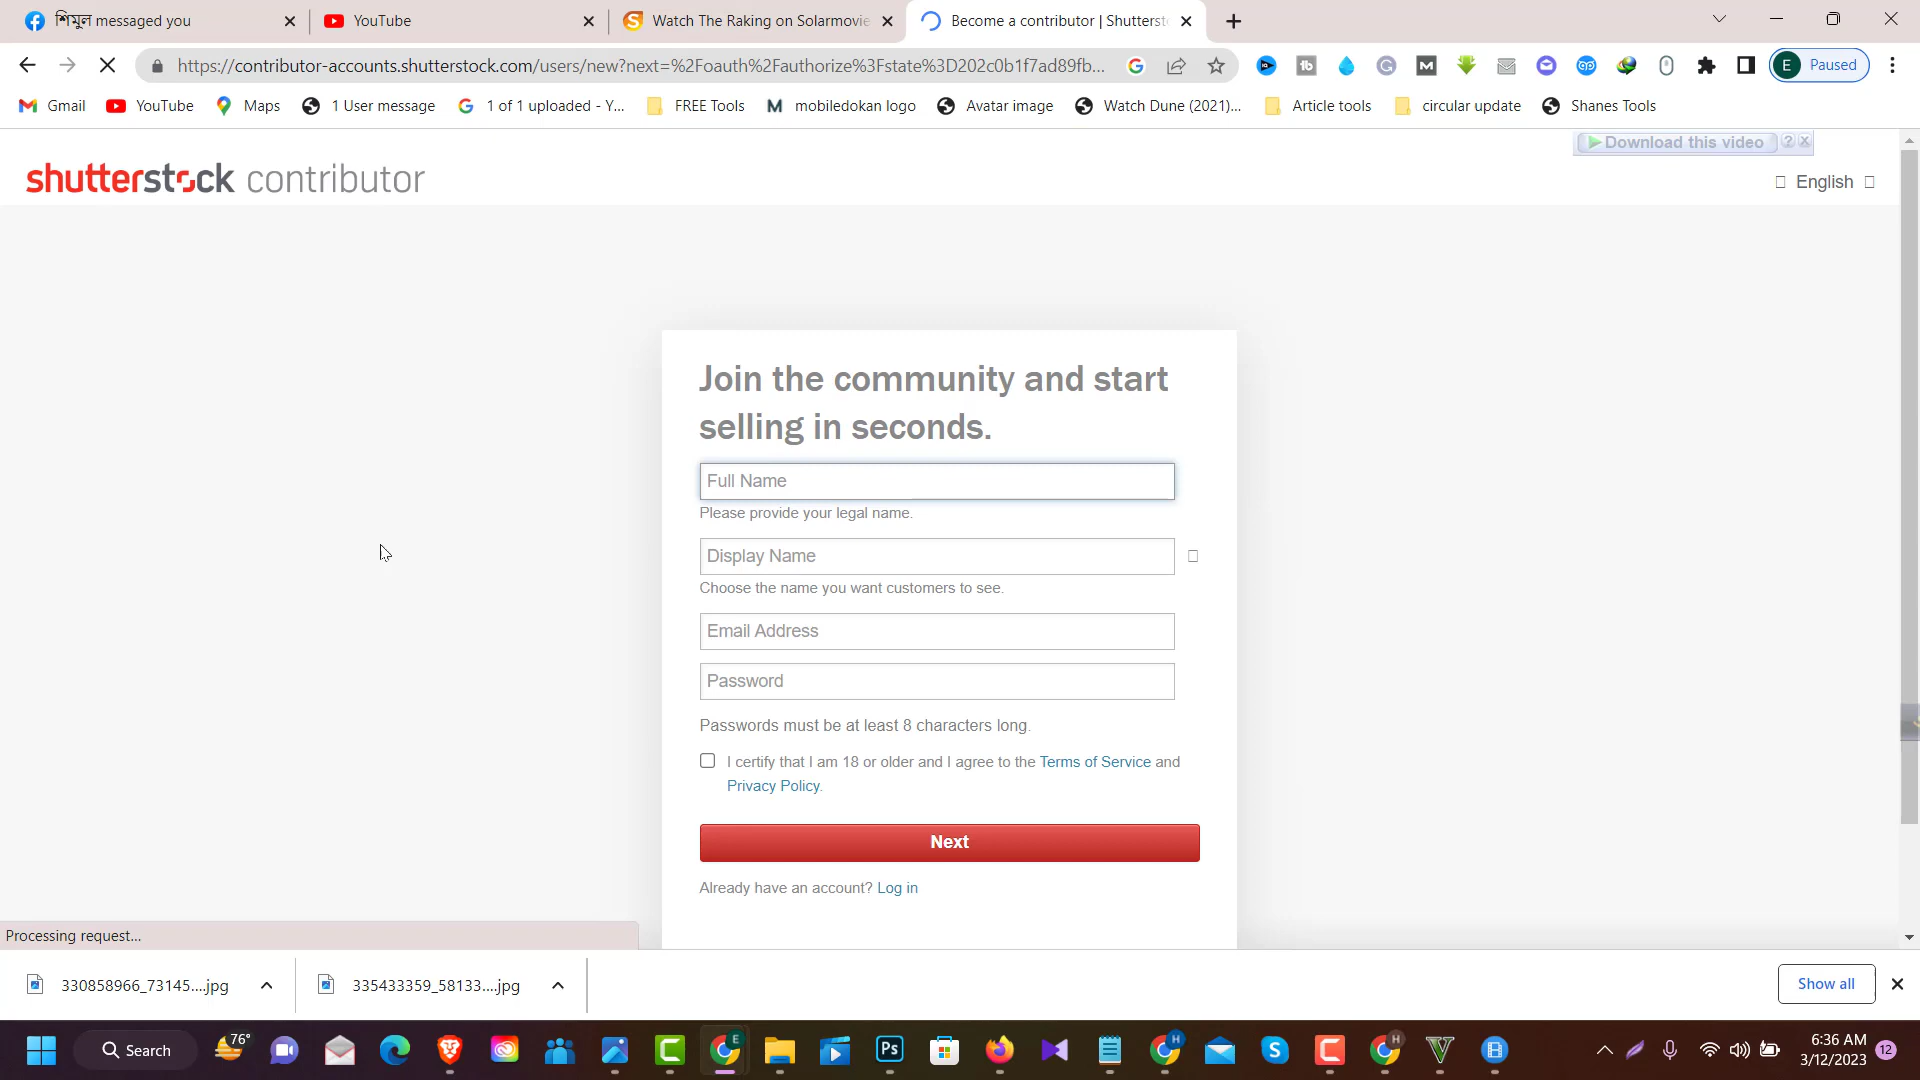 শিমুল messaged you
YouTube
Watch The Raking on Solarmovie
Become a contributor | Shutterst
https://contributor-accounts.shutterstock.com/users/new?next=%2Foauth%2Fauthorize%3Fstate%3D202c0b1f7ad89fb...
E Paused
Gmail
YouTube
Maps
1 User message
1 of 1 uploaded - Y...
FREE Tools
mobiledokan logo
Avatar image
Watch Dune (2021)...
Article tools
circular update
Shanes Tools
Download this video
shutterstock contributor
English
Join the community and start
selling in seconds.
Full Name
Please provide your legal name.
Display Name
Choose the name you want customers to see.
Email Address
Password
Passwords must be at least 8 characters long.
I certify that I am 18 or older and I agree to the Terms of Service and
Privacy Policy.
Next
Already have an account? Log in
Processing request...
330858966_73145....jpg
335433359_58133....jpg
Show all
Search
76°
6:36 AM
3/12/2023
12